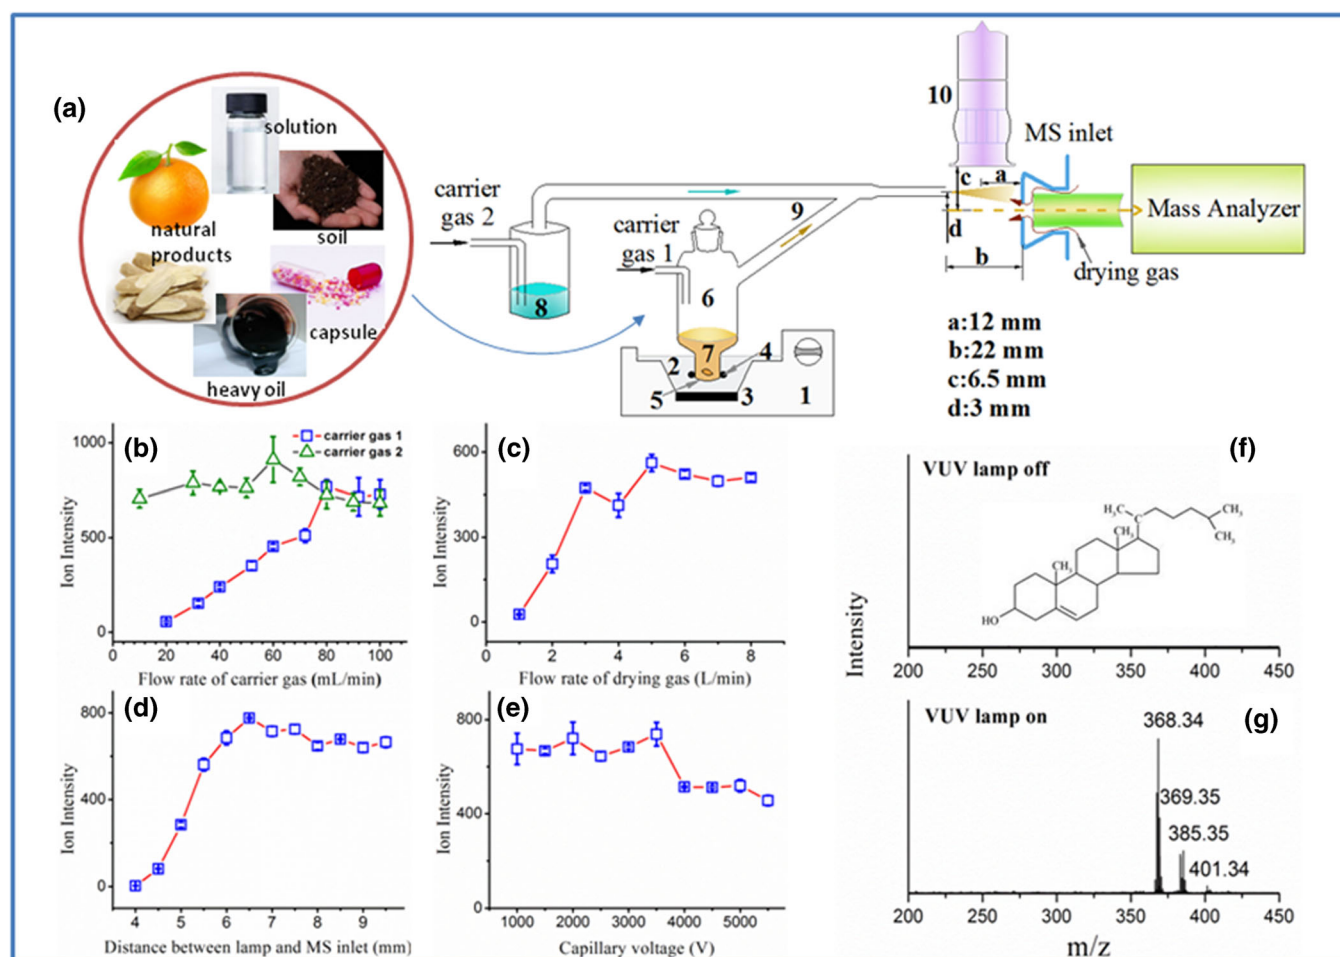 (a)
solution
soil
natural
products
capsule
heavy oil
carrier
gas 2
8
carrier
gas 1
6
7
2
4
5
3
1
9
10
MS inlet
c
a
d
b
Mass Analyzer
drying gas
a:12 mm
b:22 mm
c:6.5 mm
d:3 mm
(b)
carrier gas 1
carrier gas 2
1000
500
0
Ion Intensity
0 20 40 60 80 100
Flow rate of carrier gas (mL/min)
(c)
600
300
0
Ion Intensity
0 2 4 6 8
Flow rate of drying gas (L/min)
(d)
800
400
0
Ion Intensity
4 5 6 7 8 9
Distance between lamp and MS inlet (mm)
(e)
800
400
0
Ion Intensity
1000 2000 3000 4000 5000
Capillary voltage (V)
(f)
VUV lamp off
H₃C
CH₃
CH₃
CH₃
CH₃
HO
200 250 300 350 400 450
Intensity
(g)
VUV lamp on
368.34
369.35
385.35
401.34
200 250 300 350 400 450
m/z